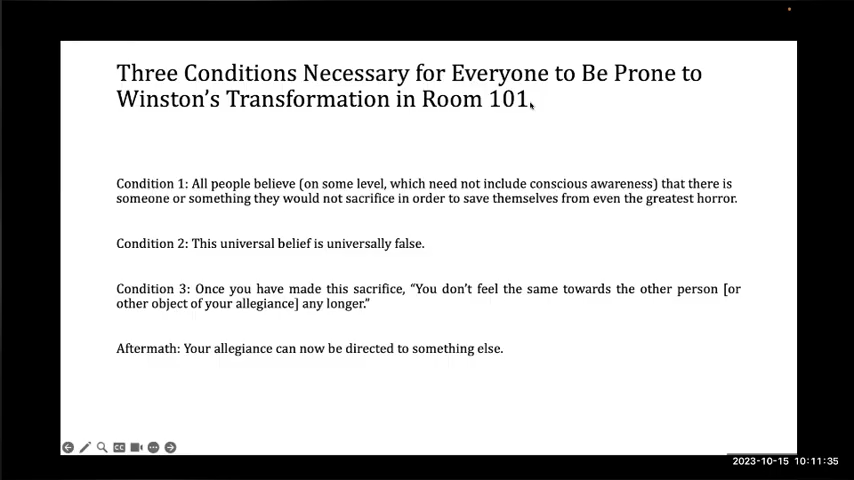 Three Conditions Necessary for Everyone to Be Prone to
Winston's Transformation in Room 101.
Condition 1: All people believe (on some level, which need not include conscious awareness) that there is
someone or something they would not sacrifice in order to save themselves from even the greatest horror.
Condition 2: This universal belief is universally false.
Condition 3: Once you have made this sacrifice, “You don't feel the same towards the other person [or
other object of your allegiance] any longer.”
Aftermath: Your allegiance can now be directed to something else.
CC
2023-10-15 10:11:35